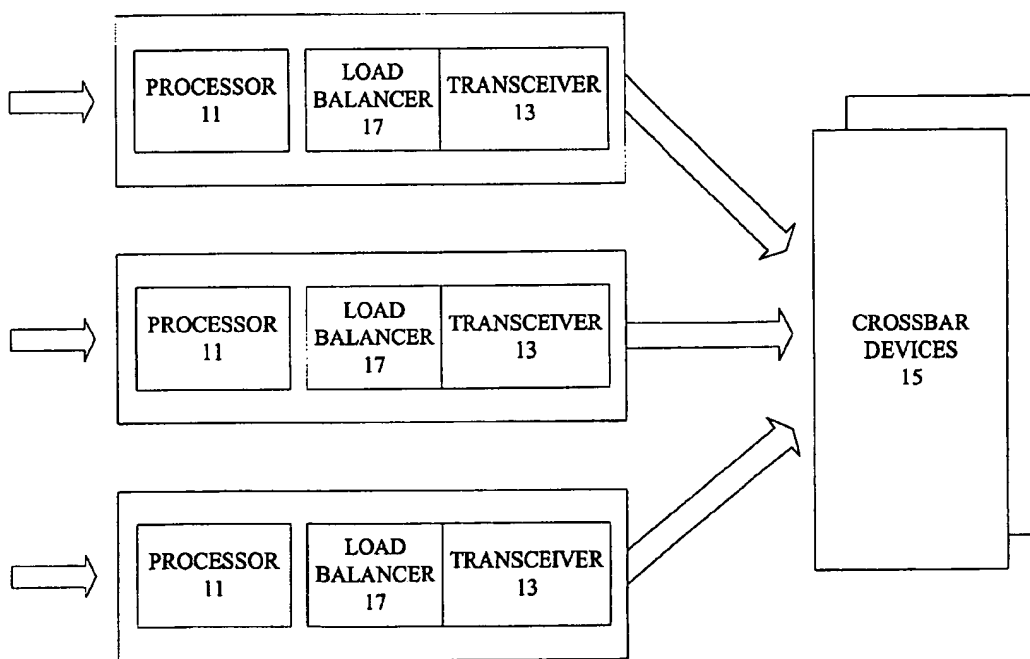 PROCESSOR
11
LOAD
BALANCER
17
TRANSCEIVER
13
PROCESSOR
11
LOAD
BALANCER
17
TRANSCEIVER
13
CROSSBAR
DEVICES
15
PROCESSOR
11
LOAD
BALANCER
17
TRANSCEIVER
13